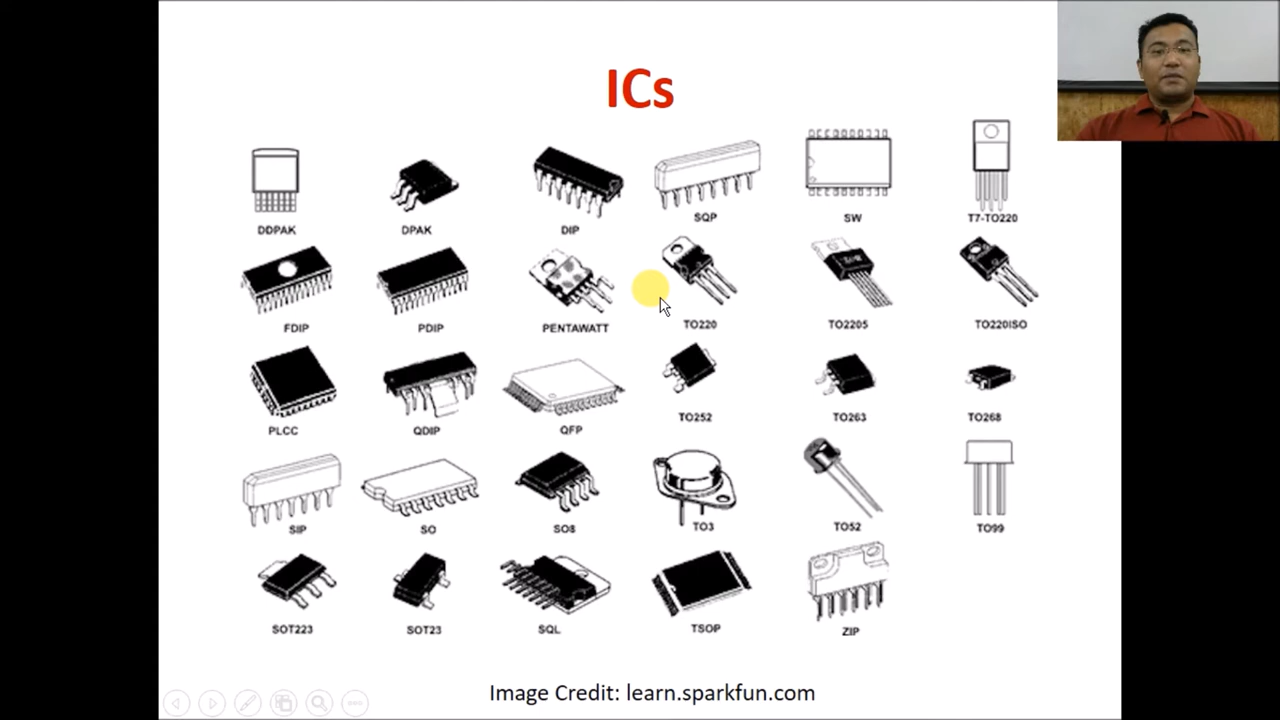 ICs
DDPAK
DPAK
DIP
SQP
SW
T7-TO220
FDIP
PDIP
PENTAWATT
TO220
TO2205
TO220ISO
PLCC
QDIP
QFP
TO252
TO263
TO268
SIP
SO
SO8
TO3
TO52
TO99
SOT223
SOT23
SQL
TSOP
ZIP
Image Credit: learn.sparkfun.com